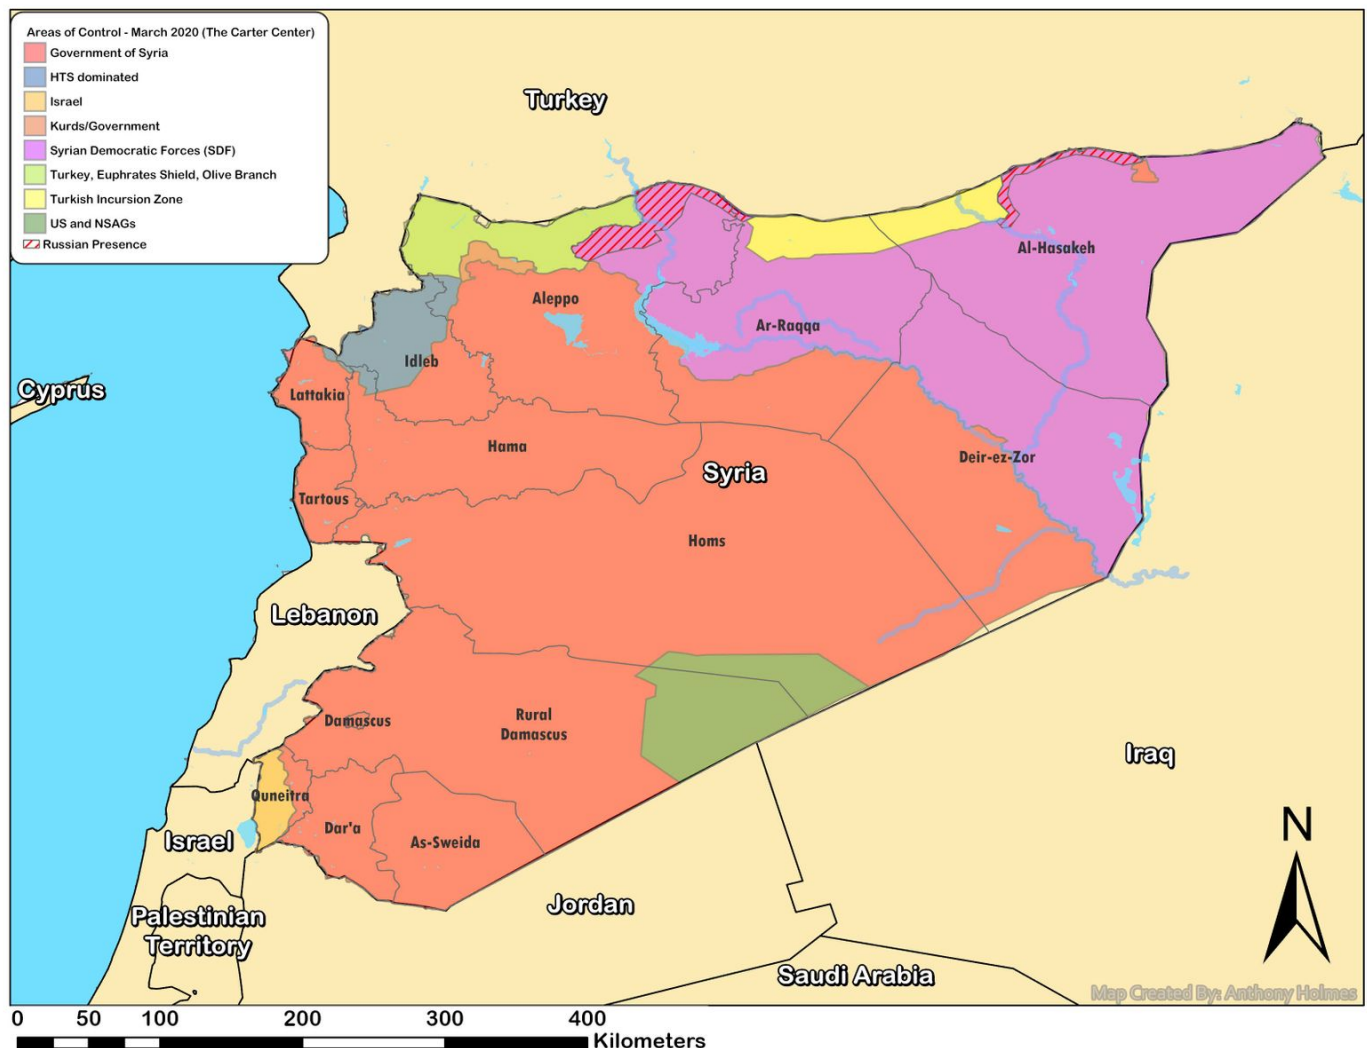 Areas of Control - March 2020 (The Carter Center)
Government of Syria
HTS dominated
Israel
Kurds/Government
Syrian Democratic Forces (SDF)
Turkey, Euphrates Shield, Olive Branch
Turkish Incursion Zone
US and NSAGs
Russian Presence
Turkey
Al-Hasakeh
Aleppo
Ar-Raqqa
Idleb
Cyprus
Lattakia
Hama
Deir-ez-Zor
Syria
Tartous
Homs
Lebanon
Damascus
Rural
Damascus
Iraq
Quneitra
Dar'a
Israel
As-Sweida
N
Jordan
Palestinian
Territory
Saudi Arabia
Map Created By: Anthony Holmes
0 50 100 200 300 400
Kilometers